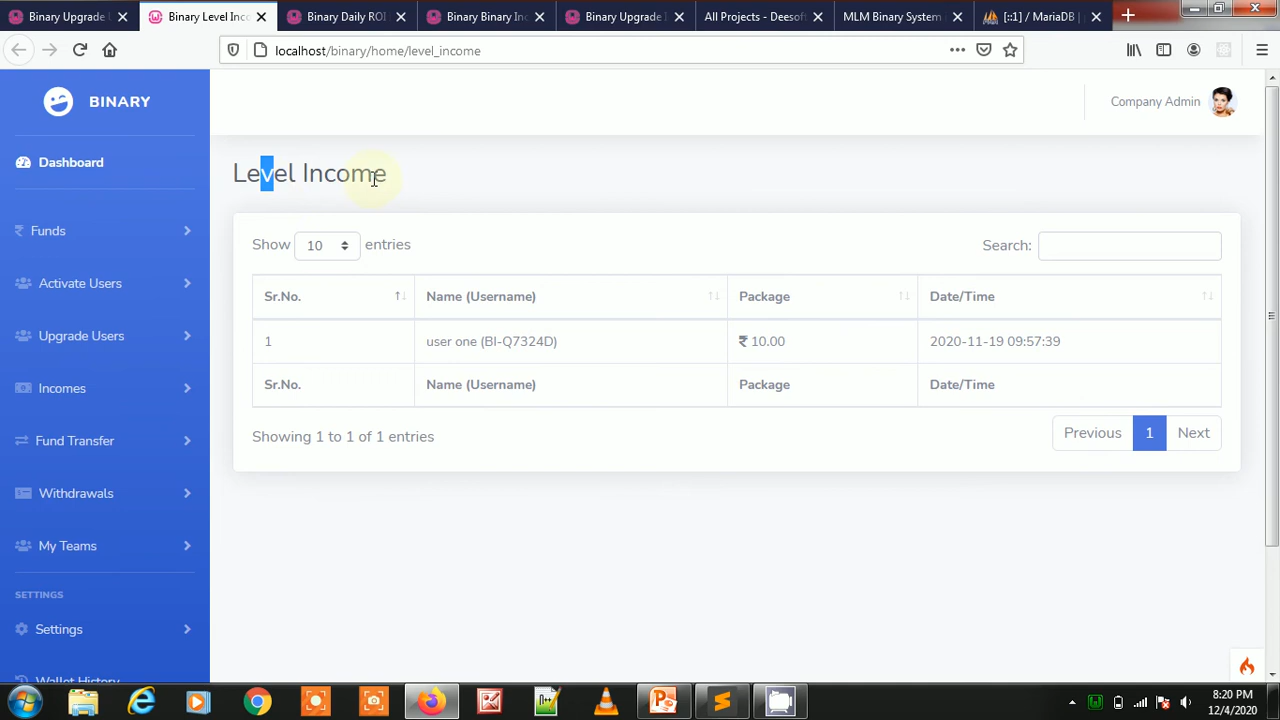 Binary Upgrade L
Binary Level Inco
Binary Daily ROI
Binary Binary Inc
Binary Upgrade I
All Projects - Deesoft
MLM Binary System
[::1] / MariaDB |
localhost/binary/home/level_income
BINARY
Company Admin
Dashboard
Level Income
Funds
Show 10 entries
Search:
Activate Users
Sr.No. Name (Username) Package Date/Time
Upgrade Users
1 user one (BI-Q7324D) ₹ 10.00 2020-11-19 09:57:39
Incomes
Sr.No. Name (Username) Package Date/Time
Fund Transfer
Showing 1 to 1 of 1 entries
Previous 1 Next
Withdrawals
My Teams
SETTINGS
Settings
Wallet History
8:20 PM
12/4/2020